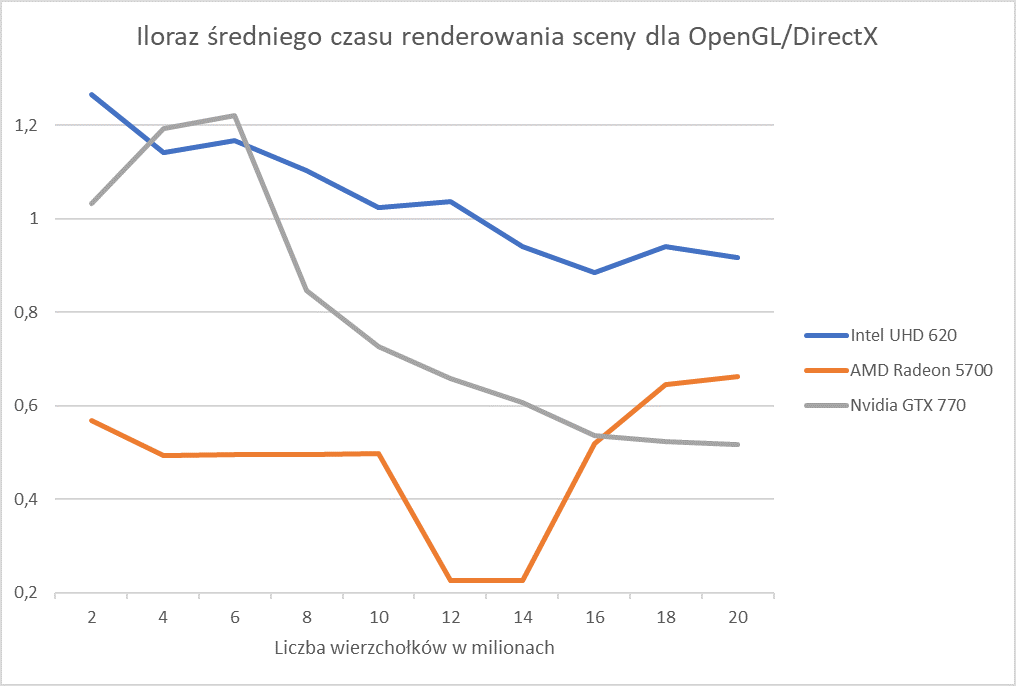 Iloraz średniego czasu renderowania sceny dla OpenGL/DirectX
1,2
1
0,8
0,6
0,4
0,2
2 4 6 8 10 12 14 16 18 20
Liczba wierzchołków w milionach
Intel UHD 620
AMD Radeon 5700
Nvidia GTX 770